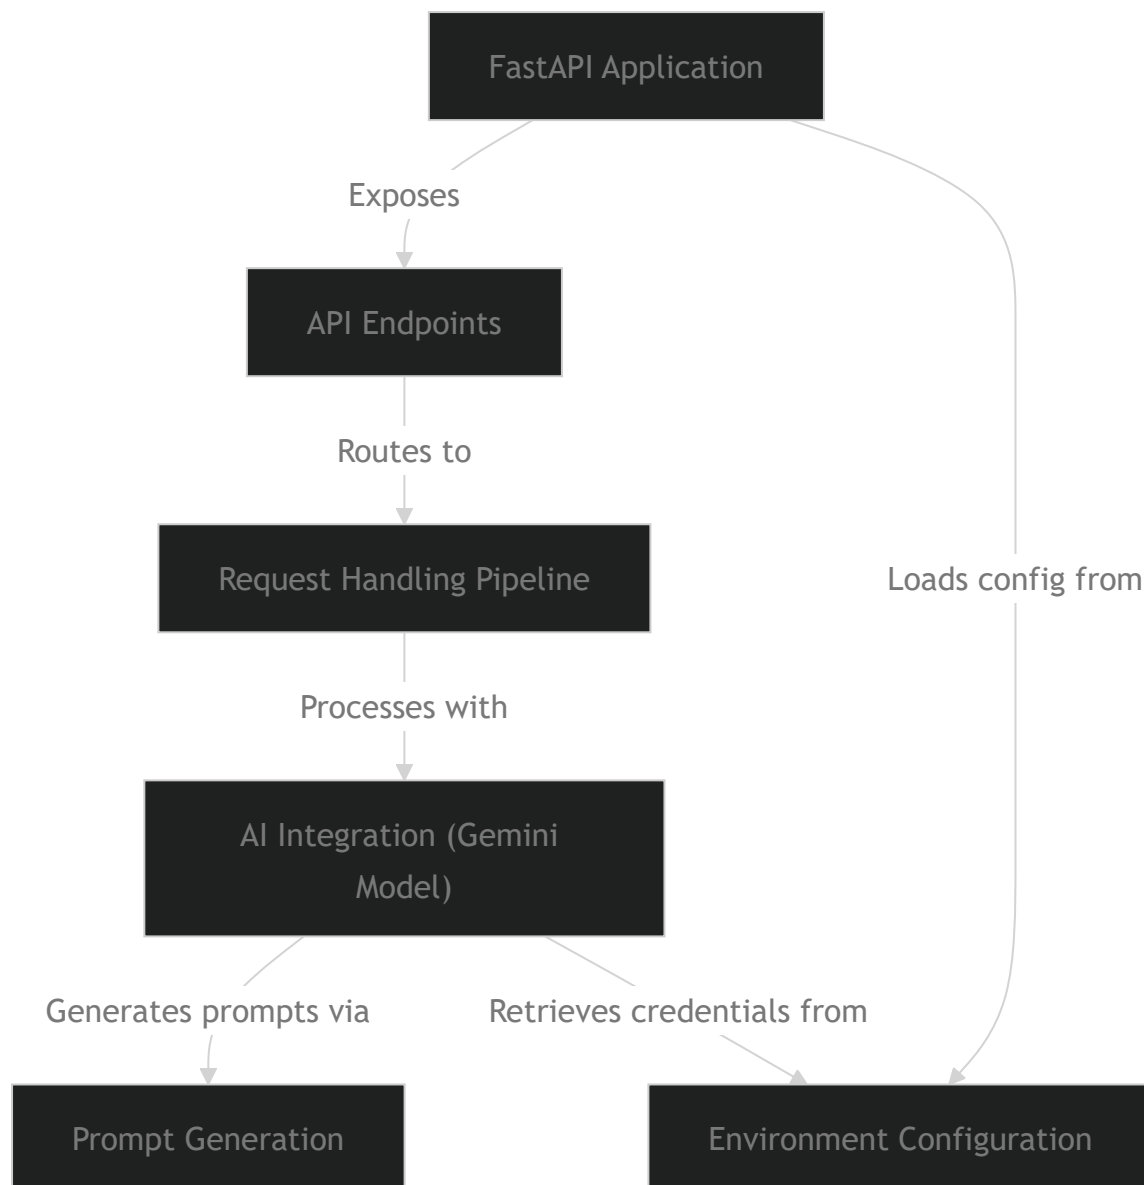 FastAPI Application
Exposes
API Endpoints
Routes to
Request Handling Pipeline
Loads config from
Processes with
AI Integration (Gemini
Model)
Generates prompts via
Retrieves credentials from
Prompt Generation
Environment Configuration